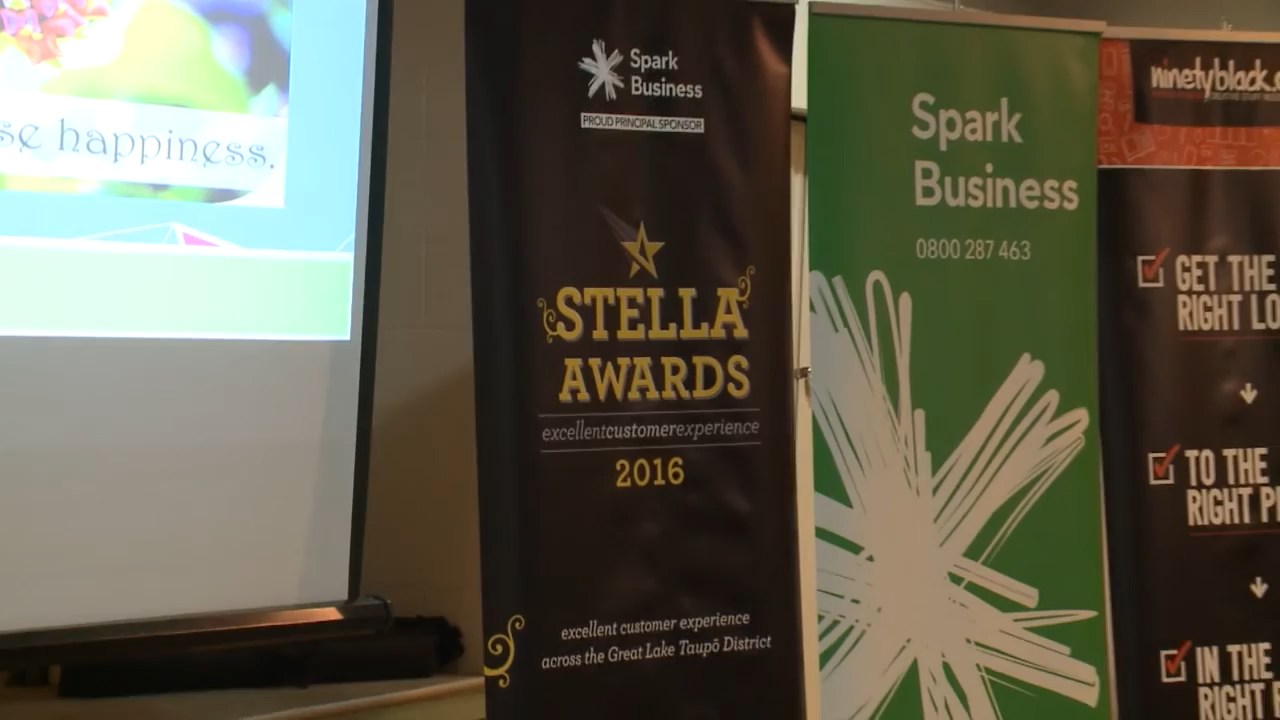 se happiness.
Spark
Business
PROUD PRINCIPAL SPONSOR
STELLA
AWARDS
excellentcustomerexperience
2016
excellent customer experience
across the Great Lake Taupō District
Spark
Business
0800 287 463
ninetyblack.
GET THE
RIGHT LO
TO THE
RIGHT P
IN THE
RIGHT